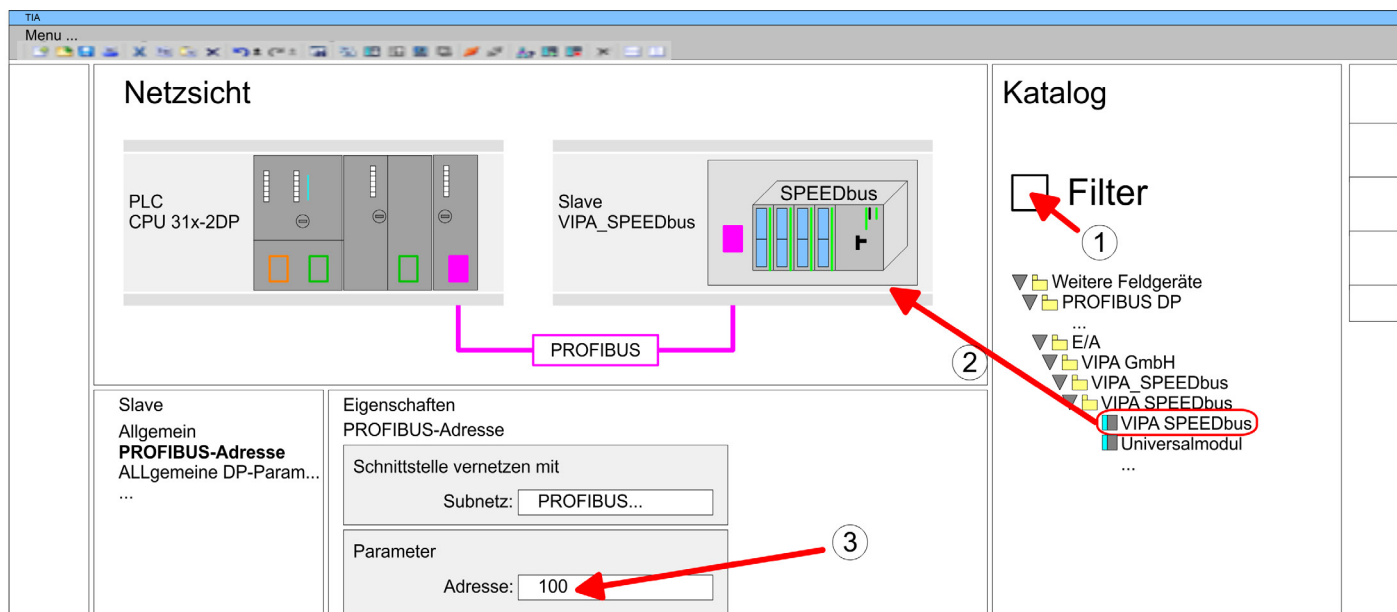 TIA
Menu ...
Netzsicht
PLC
CPU 31x-2DP
Slave
VIPA_SPEEDbus
SPEEDbus
PROFIBUS
Katalog
Filter
1
Weitere Feldgeräte
PROFIBUS DP
...
E/A
VIPA GmbH
VIPA_SPEEDbus
VIPA SPEEDbus
VIPA SPEEDbus
Universalmodul
...
2
Slave
Allgemein
PROFIBUS-Adresse
ALLgemeine DP-Param...
...
Eigenschaften
PROFIBUS-Adresse
Schnittstelle vernetzen mit
Subnetz: PROFIBUS...
Parameter
Adresse: 100
3